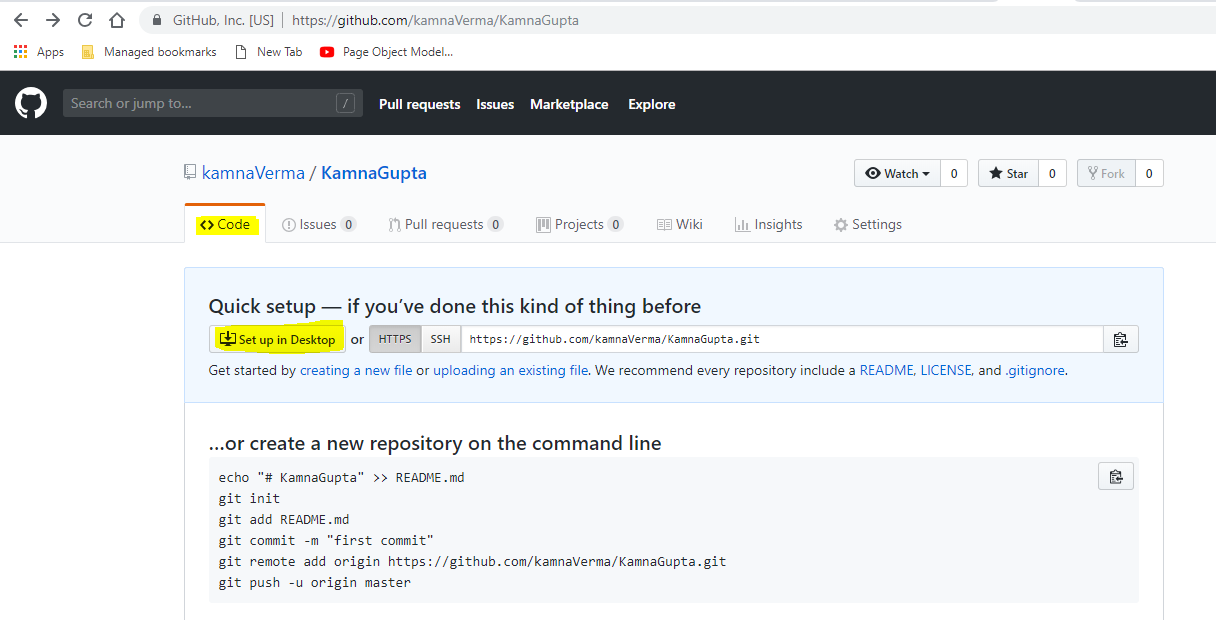 GitHub, Inc. [US] | https://github.com/kamnaVerma/KamnaGupta
Apps Managed bookmarks New Tab Page Object Model...
Search or jump to... / Pull requests Issues Marketplace Explore
kamnaVerma / KamnaGupta Watch 0 Star 0 Fork 0
<> Code Issues 0 Pull requests 0 Projects 0 Wiki Insights Settings
Quick setup — if you’ve done this kind of thing before
Set up in Desktop or HTTPS SSH https://github.com/kamnaVerma/KamnaGupta.git
Get started by creating a new file or uploading an existing file. We recommend every repository include a README, LICENSE, and .gitignore.
…or create a new repository on the command line
echo "# KamnaGupta" >> README.md
git init
git add README.md
git commit -m "first commit"
git remote add origin https://github.com/kamnaVerma/KamnaGupta.git
git push -u origin master